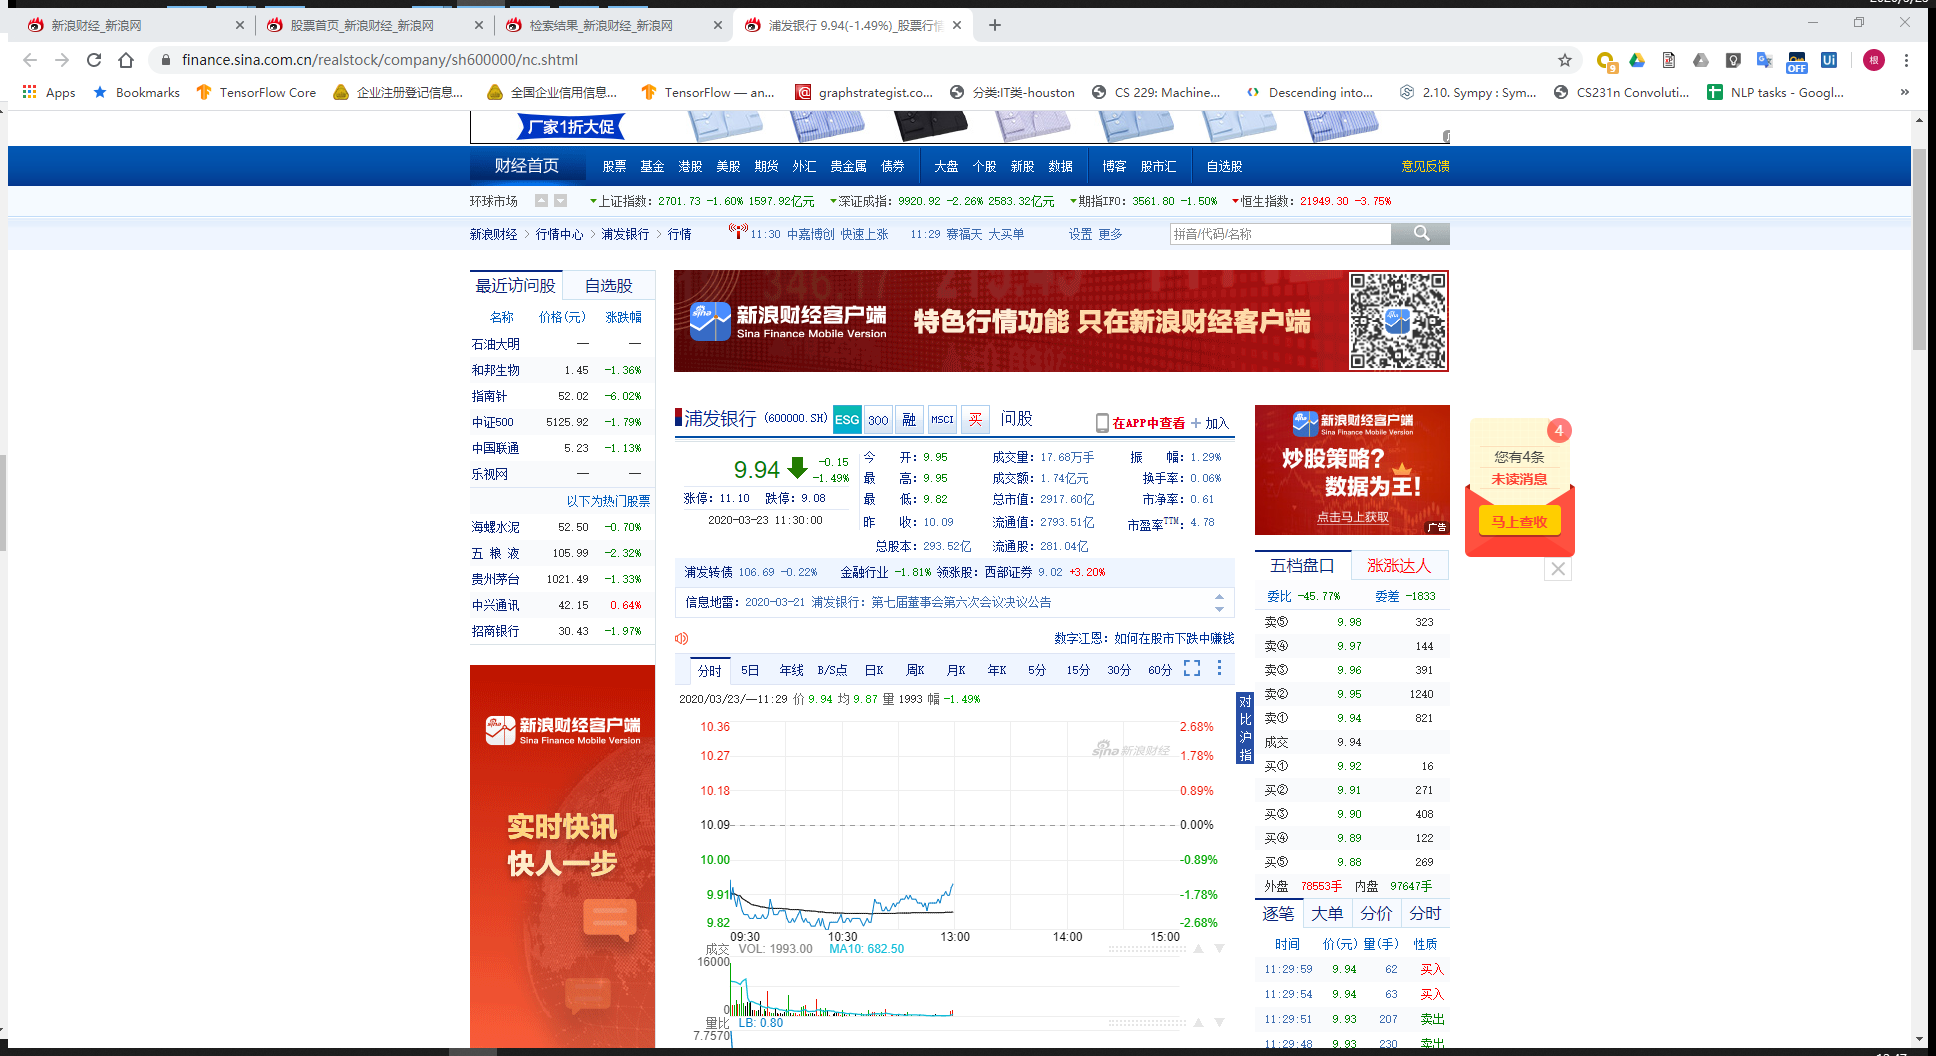 新浪财经_新浪网
股票首页_新浪财经_新浪网
检索结果_新浪财经_新浪网
浦发银行 9.94(-1.49%)_股票行情
finance.sina.com.cn/realstock/company/sh600000/nc.shtml
9
OFF
Ui
根
Apps
Bookmarks
TensorFlow Core
企业注册登记信息...
全国企业信用信息...
TensorFlow — an...
graphstrategist.co...
分类:IT类-houston
CS 229: Machine...
Descending into...
2.10. Sympy : Sym...
CS231n Convoluti...
NLP tasks - Googl...
»
厂家1折大促
财经首页 股票 基金 港股 美股 期货 外汇 贵金属 债券 大盘 个股 新股 数据 博客 股市汇 自选股 意见反馈
环球市场 上证指数: 2701.73 -1.60% 1597.92亿元 深证成指: 9920.92 -2.26% 2583.32亿元 期指IF0: 3561.80 -1.50% 恒生指数: 21949.30 -3.75%
新浪财经 > 行情中心 > 浦发银行 > 行情 11:30 中嘉博创 快速上涨 11:29 赛福天 大买单 设置 更多 拼音/代码/名称
最近访问股 自选股
名称 价格(元) 涨跌幅
石油大明 — —
和邦生物 1.45 -1.36%
指南针 52.02 -6.02%
中证500 5125.92 -1.79%
中国联通 5.23 -1.13%
乐视网 — —
以下为热门股票
海螺水泥 52.50 -0.70%
五 粮 液 105.99 -2.32%
贵州茅台 1021.49 -1.33%
中兴通讯 42.15 0.64%
招商银行 30.43 -1.97%
新浪财经客户端
Sina Finance Mobile Version
实时快讯
快人一步
新浪财经客户端
Sina Finance Mobile Version
特色行情功能 只在新浪财经客户端
浦发银行 (600000.SH) ESG 300 融 MSCI 买 问股 在APP中查看 + 加入
9.94 -0.15
-1.49%
涨停: 11.10 跌停: 9.08
2020-03-23 11:30:00
今 开: 9.95 成交量: 17.68万手 振 幅: 1.29%
最 高: 9.95 成交额: 1.74亿元 换手率: 0.06%
最 低: 9.82 总市值: 2917.60亿 市净率: 0.61
昨 收: 10.09 流通值: 2793.51亿 市盈率TTM: 4.78
总股本: 293.52亿 流通股: 281.04亿
浦发转债 106.69 -0.22% 金融行业 -1.81% 领涨股: 西部证券 9.02 +3.20%
信息地雷: 2020-03-21 浦发银行: 第七届董事会第六次会议决议公告
数字江恩: 如何在股市下跌中赚钱
分时 5日 年线 B/S点 日K 周K 月K 年K 5分 15分 30分 60分
2020/03/23/—11:29 价 9.94 均 9.87 量 1993 幅 -1.49%
对比沪指
sina新浪财经
10.36 2.68%
10.27 1.78%
10.18 0.89%
10.09 0.00%
10.00 -0.89%
9.91 -1.78%
9.82 -2.68%
09:30 10:30 13:00 14:00 15:00
成交 VOL: 1993.00 MA10: 682.50
16000
0
量比 LB: 0.80
7.7570
新浪财经客户端
Sina Finance Mobile Version
炒股策略?
数据为王!
点击马上获取
广告
五档盘口 涨涨达人
委比 -45.77% 委差 -1833
卖⑤ 9.98 323
卖④ 9.97 144
卖③ 9.96 391
卖② 9.95 1240
卖① 9.94 821
成交 9.94
买① 9.92 16
买② 9.91 271
买③ 9.90 408
买④ 9.89 122
买⑤ 9.88 269
外盘 78553手 内盘 97647手
逐笔 大单 分价 分时
时间 价(元) 量(手) 性质
11:29:59 9.94 62 买入
11:29:54 9.94 63 买入
11:29:51 9.93 207 卖出
11:29:48 9.93 230 卖出
4
您有4条
未读消息
马上查收